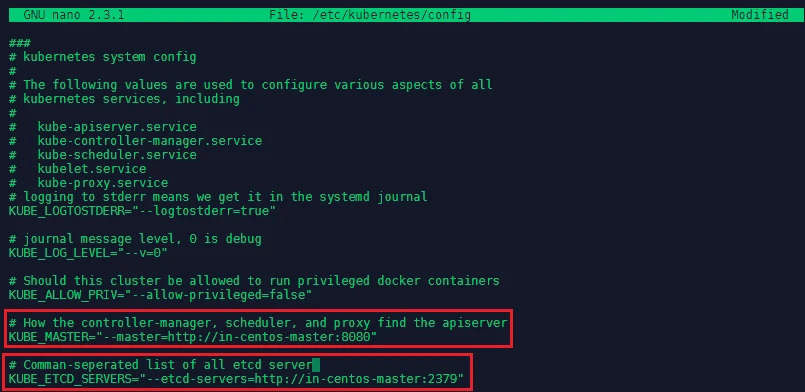 GNU nano 2.3.1 File: /etc/kubernetes/config Modified
###
# kubernetes system config
#
# The following values are used to configure various aspects of all
# kubernetes services, including
#
#   kube-apiserver.service
#   kube-controller-manager.service
#   kube-scheduler.service
#   kubelet.service
#   kube-proxy.service
# logging to stderr means we get it in the systemd journal
KUBE_LOGTOSTDERR="--logtostderr=true"
# journal message level, 0 is debug
KUBE_LOG_LEVEL="--v=0"
# Should this cluster be allowed to run privileged docker containers
KUBE_ALLOW_PRIV="--allow-privileged=false"
# How the controller-manager, scheduler, and proxy find the apiserver
KUBE_MASTER="--master=http://in-centos-master:8080"
# Comman-seperated list of all etcd server
KUBE_ETCD_SERVERS="--etcd-servers=http://in-centos-master:2379"